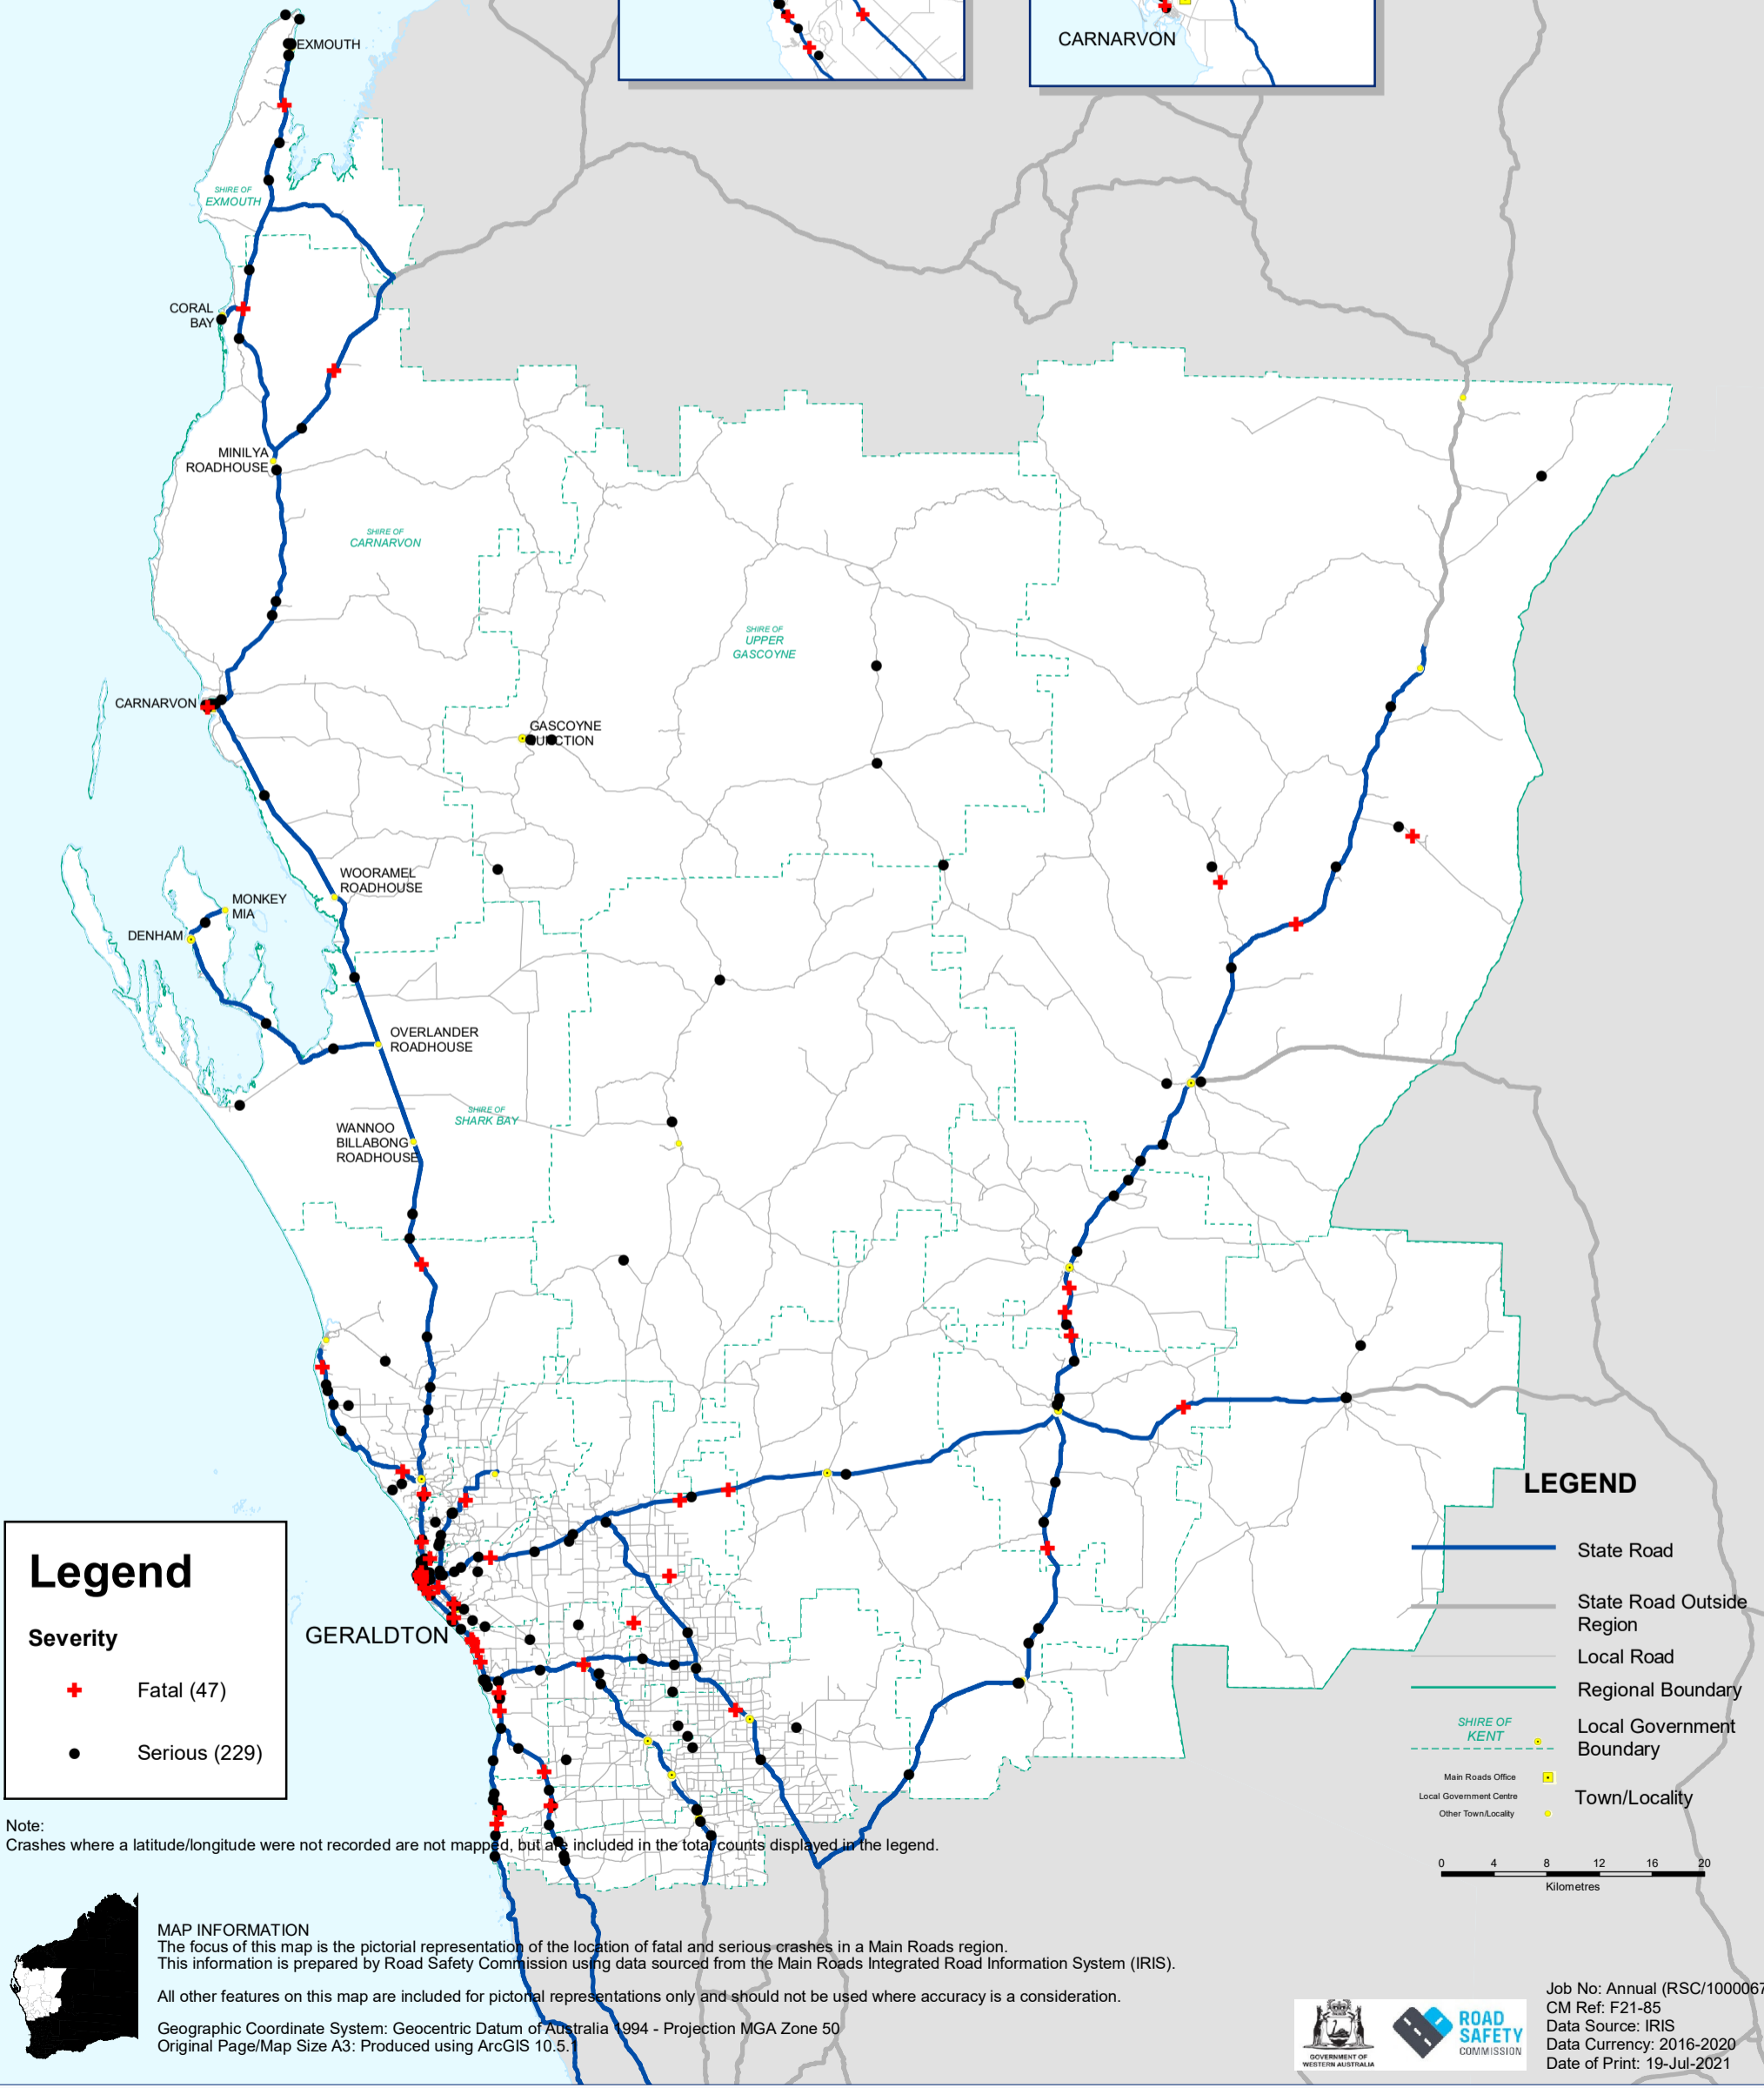 CARNARVON
EXMOUTH
SHIRE OF
EXMOUTH
CORAL
BAY
MINILYA
ROADHOUSE
SHIRE OF
CARNARVON
SHIRE OF
UPPER
GASCOYNE
CARNARVON
GASCOYNE
JUNCTION
WOORAMEL
ROADHOUSE
MONKEY
MIA
DENHAM
OVERLANDER
ROADHOUSE
SHIRE OF
SHARK BAY
WANNOO
BILLABONG
ROADHOUSE
GERALDTON
Legend
Severity
Fatal (47)
Serious (229)
LEGEND
State Road
State Road Outside
Region
Local Road
Regional Boundary
SHIRE OF
KENT
Local Government
Boundary
Main Roads Office
Local Government Centre
Other Town/Locality
Town/Locality
0 4 8 12 16 20
Kilometres
Note:
Crashes where a latitude/longitude were not recorded are not mapped, but are included in the total counts displayed in the legend.
MAP INFORMATION
The focus of this map is the pictorial representation of the location of fatal and serious crashes in a Main Roads region.
This information is prepared by Road Safety Commission using data sourced from the Main Roads Integrated Road Information System (IRIS).
All other features on this map are included for pictorial representations only and should not be used where accuracy is a consideration.
Geographic Coordinate System: Geocentric Datum of Australia 1994 - Projection MGA Zone 50
Original Page/Map Size A3: Produced using ArcGIS 10.5.1
GOVERNMENT OF
WESTERN AUSTRALIA
ROAD
SAFETY
COMMISSION
Job No: Annual (RSC/1000067
CM Ref: F21-85
Data Source: IRIS
Data Currency: 2016-2020
Date of Print: 19-Jul-2021